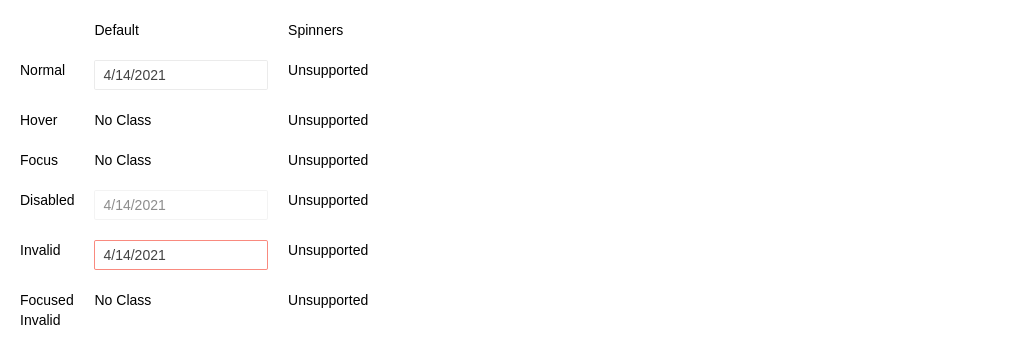 Default Spinners
Normal 4/14/2021 Unsupported
Hover No Class Unsupported
Focus No Class Unsupported
Disabled 4/14/2021 Unsupported
Invalid 4/14/2021 Unsupported
Focused No Class Unsupported
Invalid